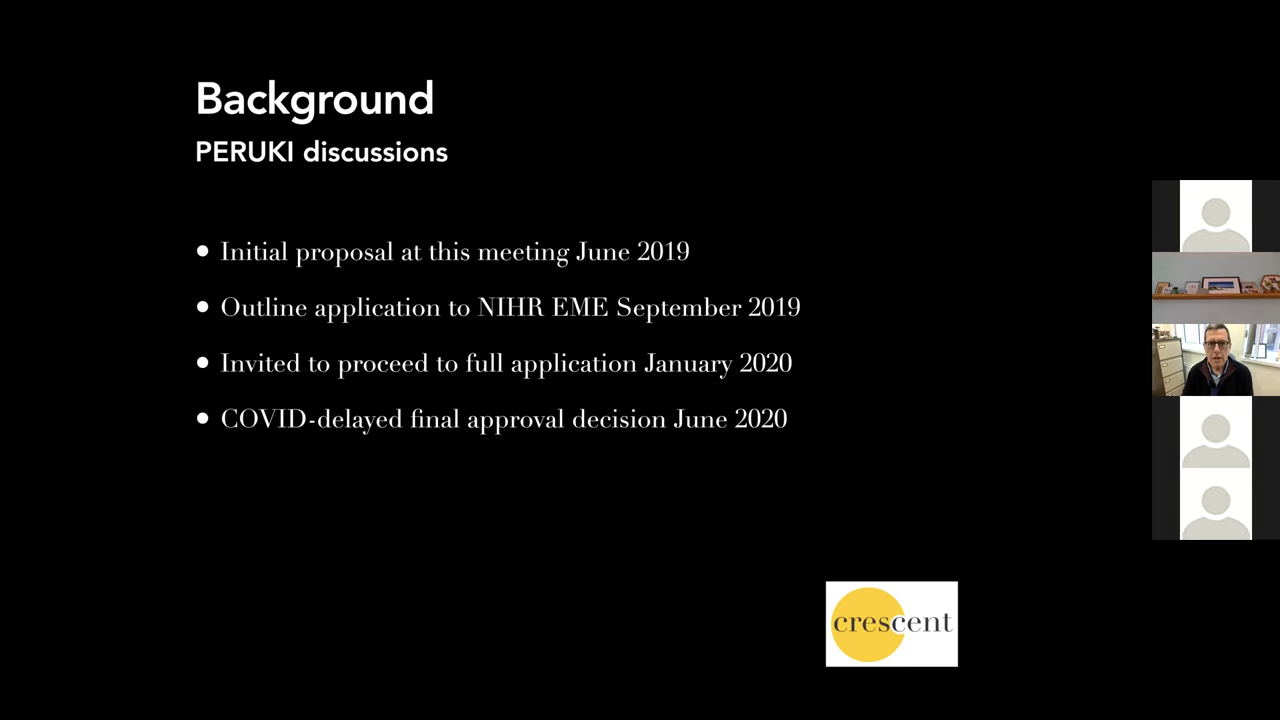 Background
PERUKI discussions
• Initial proposal at this meeting June 2019
• Outline application to NIHR EME September 2019
• Invited to proceed to full application January 2020
• COVID-delayed final approval decision June 2020
crescent